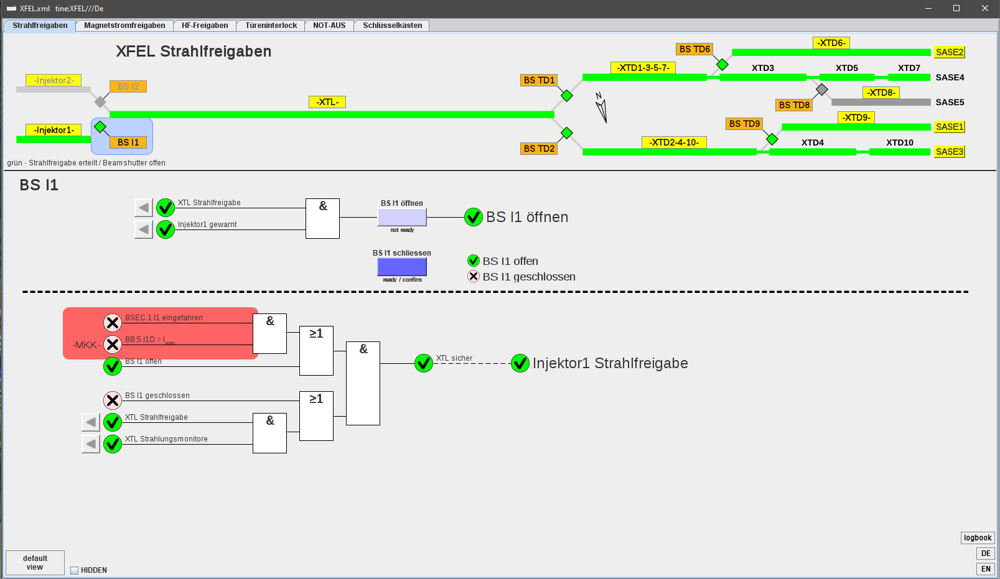 XFEL.xml   tine:XFEL///De
Strahlfreigaben Magnetstromfreigaben HF-Freigaben Türeninterlock NOT-AUS Schlüsselkästen
XFEL Strahlfreigaben
-Injektor2-
BS I2
-XTL-
-Injektor1-
BS I1
grün - Strahlfreigabe erteilt / Beamshutter offen
BS TD1
BS TD2
N
-XTD1-3-5-7-
BS TD6
-XTD6-
SASE2
XTD3
XTD5
XTD7
SASE4
BS TD8
-XTD8-
SASE5
BS TD9
-XTD9-
SASE1
-XTD2-4-10-
XTD4
XTD10
SASE3
BS I1
XTL Strahlfreigabe
Injektor1 gewarnt
&
BS I1 öffnen
not ready
BS I1 öffnen
BS I1 schliessen
ready / confirm
BS I1 offen
BS I1 geschlossen
BSEC.1.I1 eingefahren
-MKK-
BB.5.I1D > Imin
BS I1 offen
&
≥1
&
XTL sicher
Injektor1 Strahlfreigabe
BS I1 geschlossen
XTL Strahlfreigabe
XTL Strahlungsmonitore
&
≥1
default
view
HIDDEN
logbook
DE
EN